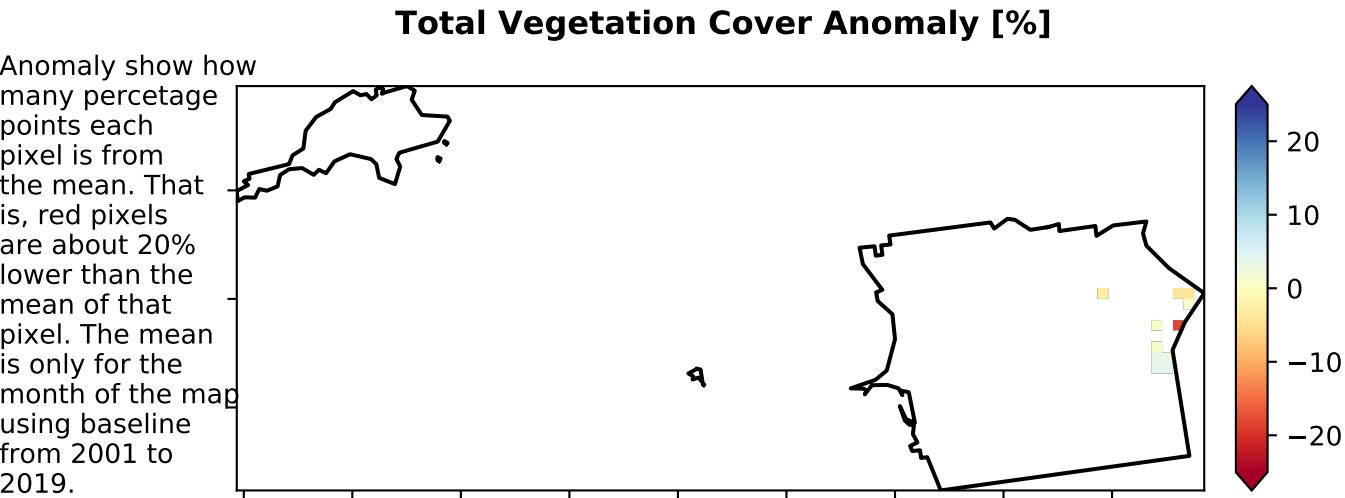 Total Vegetation Cover Anomaly [%]
Anomaly show how
many percetage
points each
pixel is from
the mean. That
is, red pixels
are about 20%
lower than the
mean of that
pixel. The mean
is only for the
month of the map
using baseline
from 2001 to
2019.
20
10
0
−10
−20